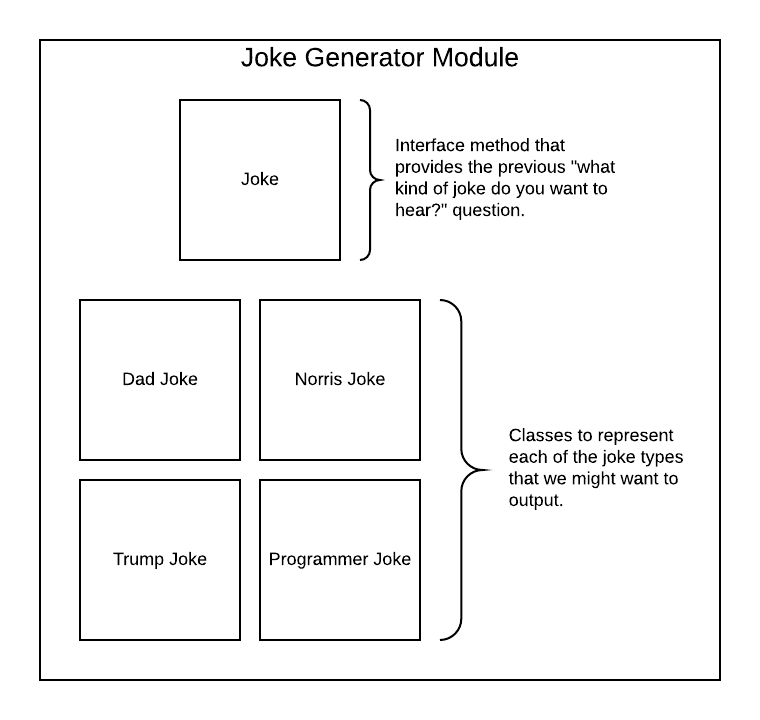 Joke Generator Module
Joke
Interface method that
provides the previous "what
kind of joke do you want to
hear?" question.
Dad Joke
Norris Joke
Trump Joke
Programmer Joke
Classes to represent
each of the joke types
that we might want to
output.